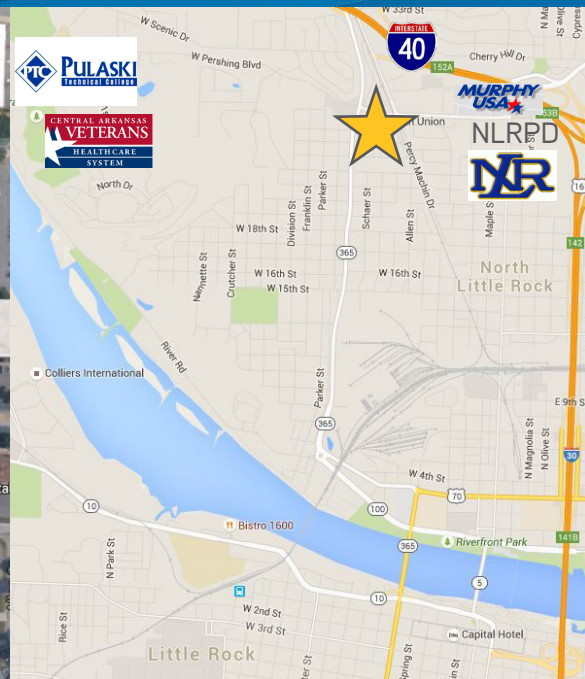 W 33rd St
W Scenic Dr
INTERSTATE
40
W Pershing Blvd
Cherry Hill Dr
152A
PTC PULASKI
Technical College
MURPHY
USA
53B
Union
NLRPD
CENTRAL ARKANSAS
VETERANS
HEALTHCARE
SYSTEM
NLR
Percy Machin Dr
North Dr
Parker St
Franklin St
Division St
Schaer St
Allen St
Maple S
16
W 18th St
365
142
Nannette St
Crutcher St
W 16th St
W 16th St
W 15th St
North
Little Rock
River Rd
Colliers International
Parker St
E 9th S
365
N Magnolia St
N Olive St
30
W 4th St
70
10
100
Bistro 1600
365
Riverfront Park
141B
N Park St
5
10
W 2nd St
W 3rd St
Rice St
Capital Hotel
Little Rock
Spring St